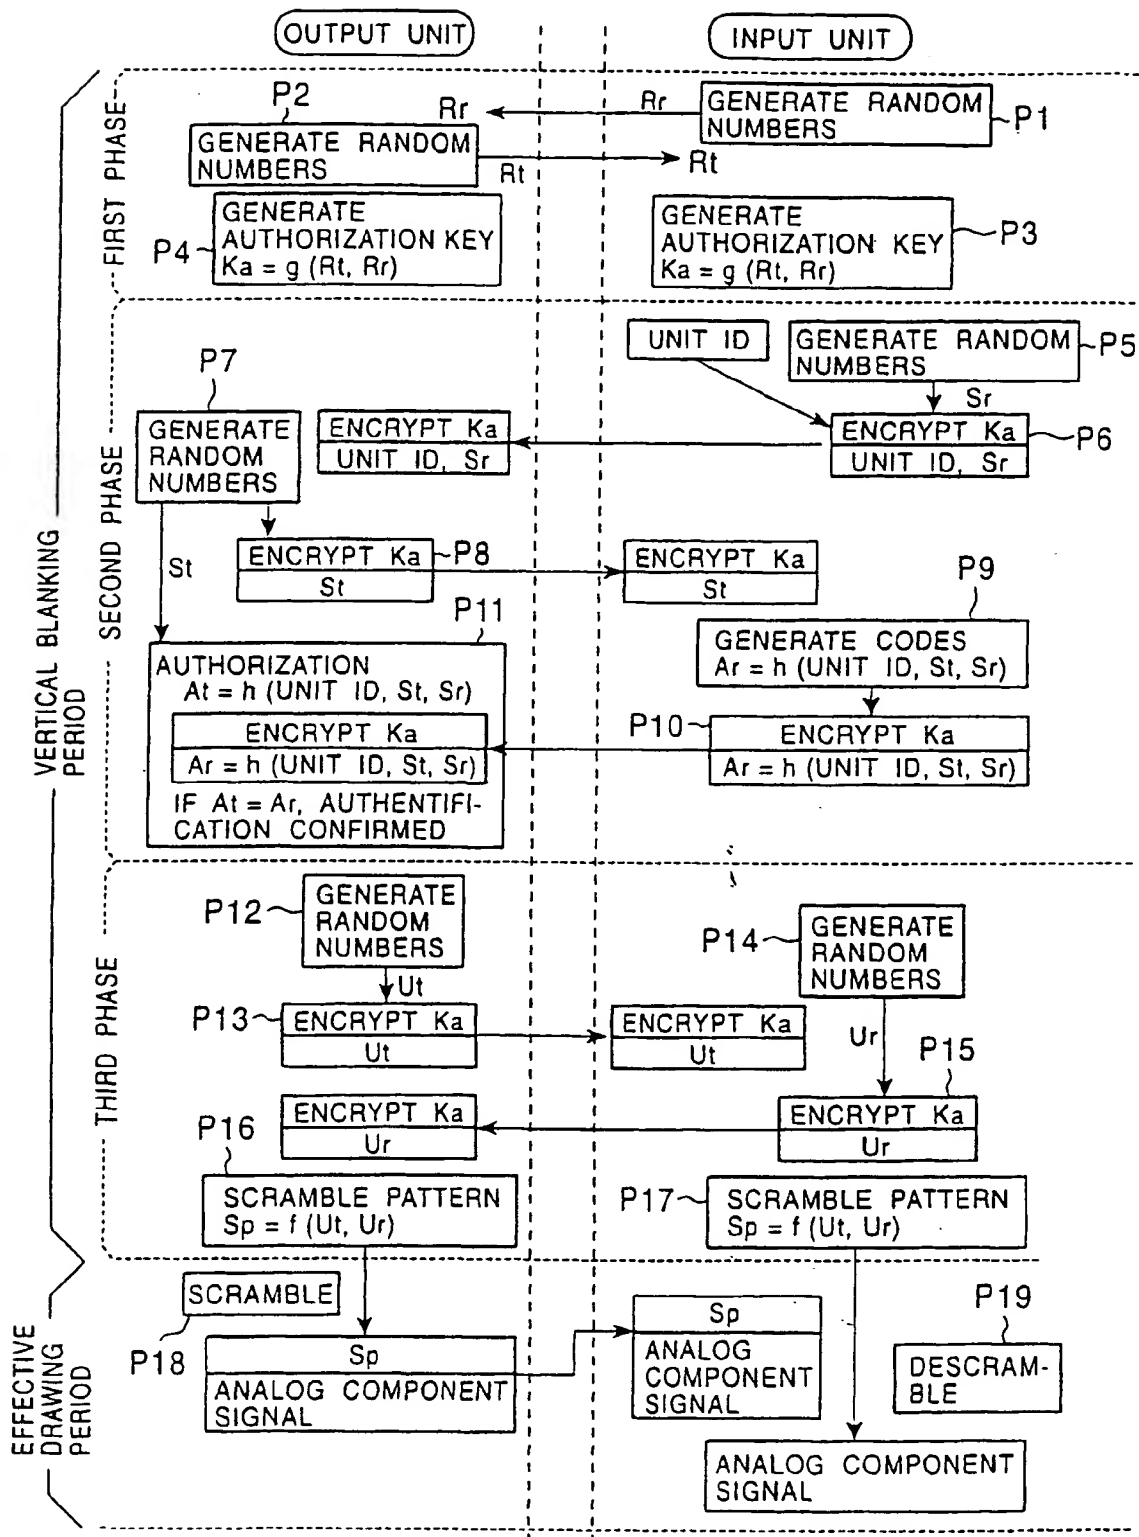 OUTPUT UNIT
INPUT UNIT
VERTICAL BLANKING
PERIOD
FIRST PHASE
P2
Rr
Rr
GENERATE RANDOM
NUMBERS
P1
GENERATE RANDOM
NUMBERS
Rt
Rt
P4
GENERATE
AUTHORIZATION KEY
Ka = g (Rt, Rr)
GENERATE
AUTHORIZATION KEY
Ka = g (Rt, Rr)
P3
SECOND PHASE
UNIT ID
GENERATE RANDOM
NUMBERS
P5
P7
Sr
GENERATE
RANDOM
NUMBERS
ENCRYPT Ka
UNIT ID, Sr
ENCRYPT Ka
UNIT ID, Sr
P6
St
ENCRYPT Ka
St
P8
ENCRYPT Ka
St
P9
P11
GENERATE CODES
Ar = h (UNIT ID, St, Sr)
AUTHORIZATION
At = h (UNIT ID, St, Sr)
ENCRYPT Ka
Ar = h (UNIT ID, St, Sr)
IF At = Ar, AUTHENTIFI-
CATION CONFIRMED
P10
ENCRYPT Ka
Ar = h (UNIT ID, St, Sr)
THIRD PHASE
P12
GENERATE
RANDOM
NUMBERS
P14
GENERATE
RANDOM
NUMBERS
Ut
P13
ENCRYPT Ka
Ut
ENCRYPT Ka
Ut
Ur
P15
P16
ENCRYPT Ka
Ur
ENCRYPT Ka
Ur
SCRAMBLE PATTERN
Sp = f (Ut, Ur)
P17
SCRAMBLE PATTERN
Sp = f (Ut, Ur)
EFFECTIVE
DRAWING
PERIOD
SCRAMBLE
P18
Sp
ANALOG COMPONENT
SIGNAL
Sp
ANALOG
COMPONENT
SIGNAL
P19
DESCRAM-
BLE
ANALOG COMPONENT
SIGNAL